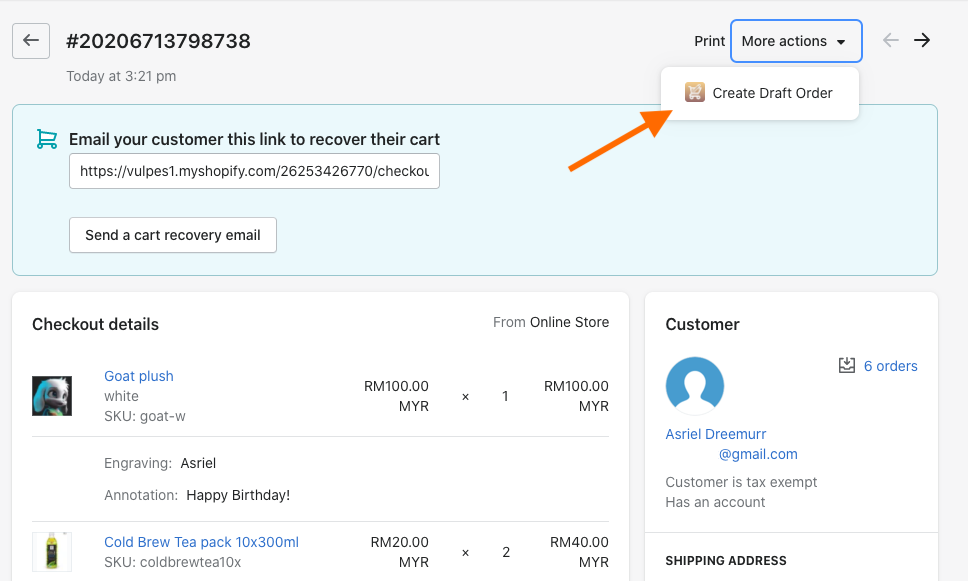 #20206713798738
Print More actions
Today at 3:21 pm
Create Draft Order
Email your customer this link to recover their cart
https://vulpes1.myshopify.com/26253426770/checkou
Send a cart recovery email
Checkout details
From Online Store
Goat plush
white
SKU: goat-w
RM100.00
MYR
×
1
RM100.00
MYR
Engraving: Asriel
Annotation: Happy Birthday!
Cold Brew Tea pack 10x300ml
SKU: coldbrewtea10x
RM20.00
MYR
×
2
RM40.00
MYR
Customer
6 orders
Asriel Dreemurr
@gmail.com
Customer is tax exempt
Has an account
SHIPPING ADDRESS